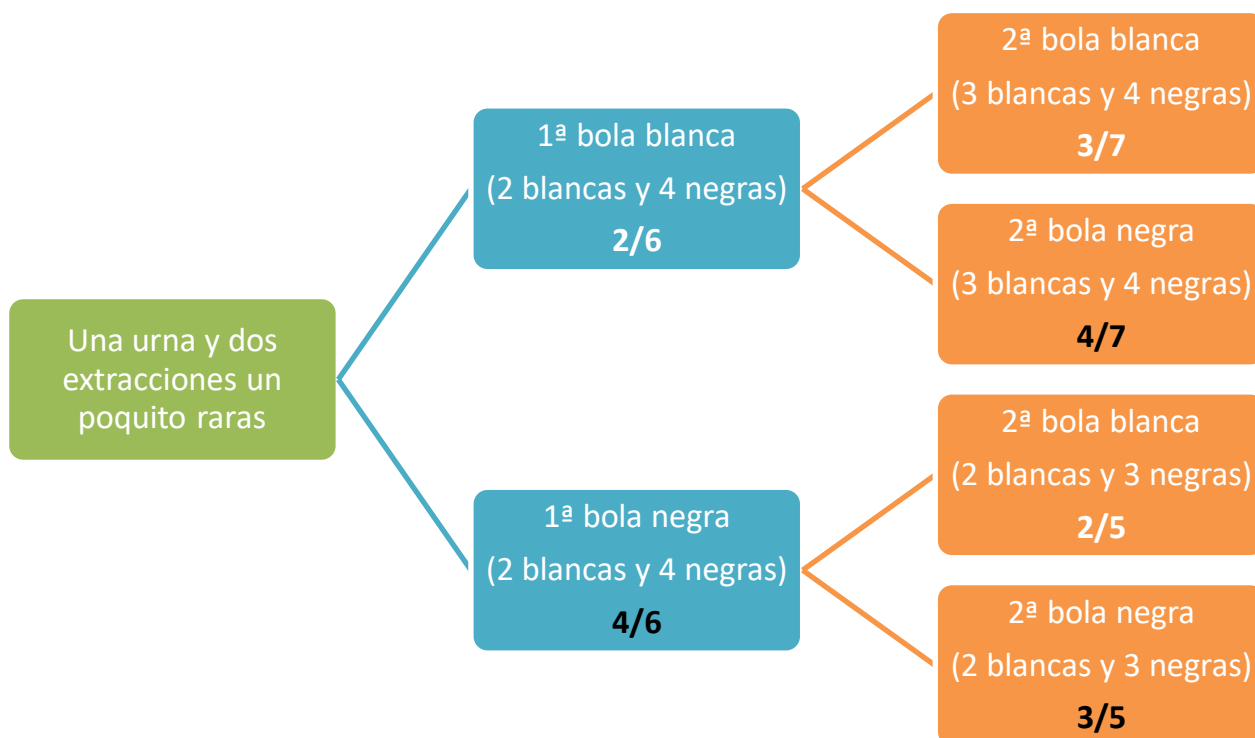 Una urna y dos
extracciones un
poquito raras
1ª bola blanca
(2 blancas y 4 negras)
2/6
2ª bola blanca
(3 blancas y 4 negras)
3/7
2ª bola negra
(3 blancas y 4 negras)
4/7
1ª bola negra
(2 blancas y 4 negras)
4/6
2ª bola blanca
(2 blancas y 3 negras)
2/5
2ª bola negra
(2 blancas y 3 negras)
3/5